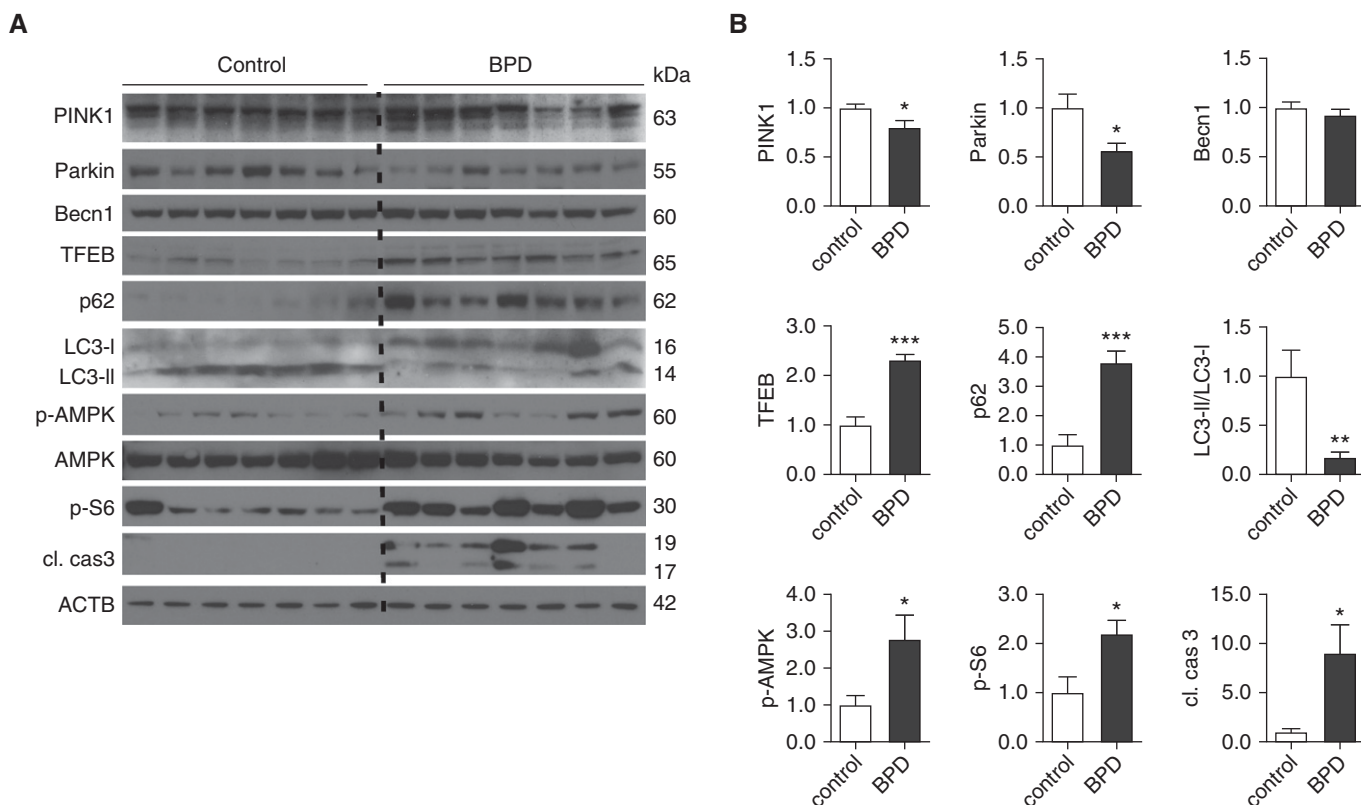 A
Control BPD kDa
PINK1 63
Parkin 55
Becn1 60
TFEB 65
p62 62
LC3-I 16
LC3-II 14
p-AMPK 60
AMPK 60
p-S6 30
cl. cas3 19
17
ACTB 42
B
PINK1
1.5
1.0
0.5
0.0
*
control
BPD
Parkin
1.5
1.0
0.5
0.0
*
control
BPD
Becn1
1.5
1.0
0.5
0.0
control
BPD
TFEB
3.0
2.0
1.0
0.0
***
control
BPD
p62
5.0
4.0
3.0
2.0
1.0
0.0
***
control
BPD
LC3-II/LC3-I
1.5
1.0
0.5
0.0
**
control
BPD
p-AMPK
4.0
3.0
2.0
1.0
0.0
*
control
BPD
p-S6
3.0
2.0
1.0
0.0
*
control
BPD
cl. cas 3
15.0
10.0
5.0
0.0
*
control
BPD